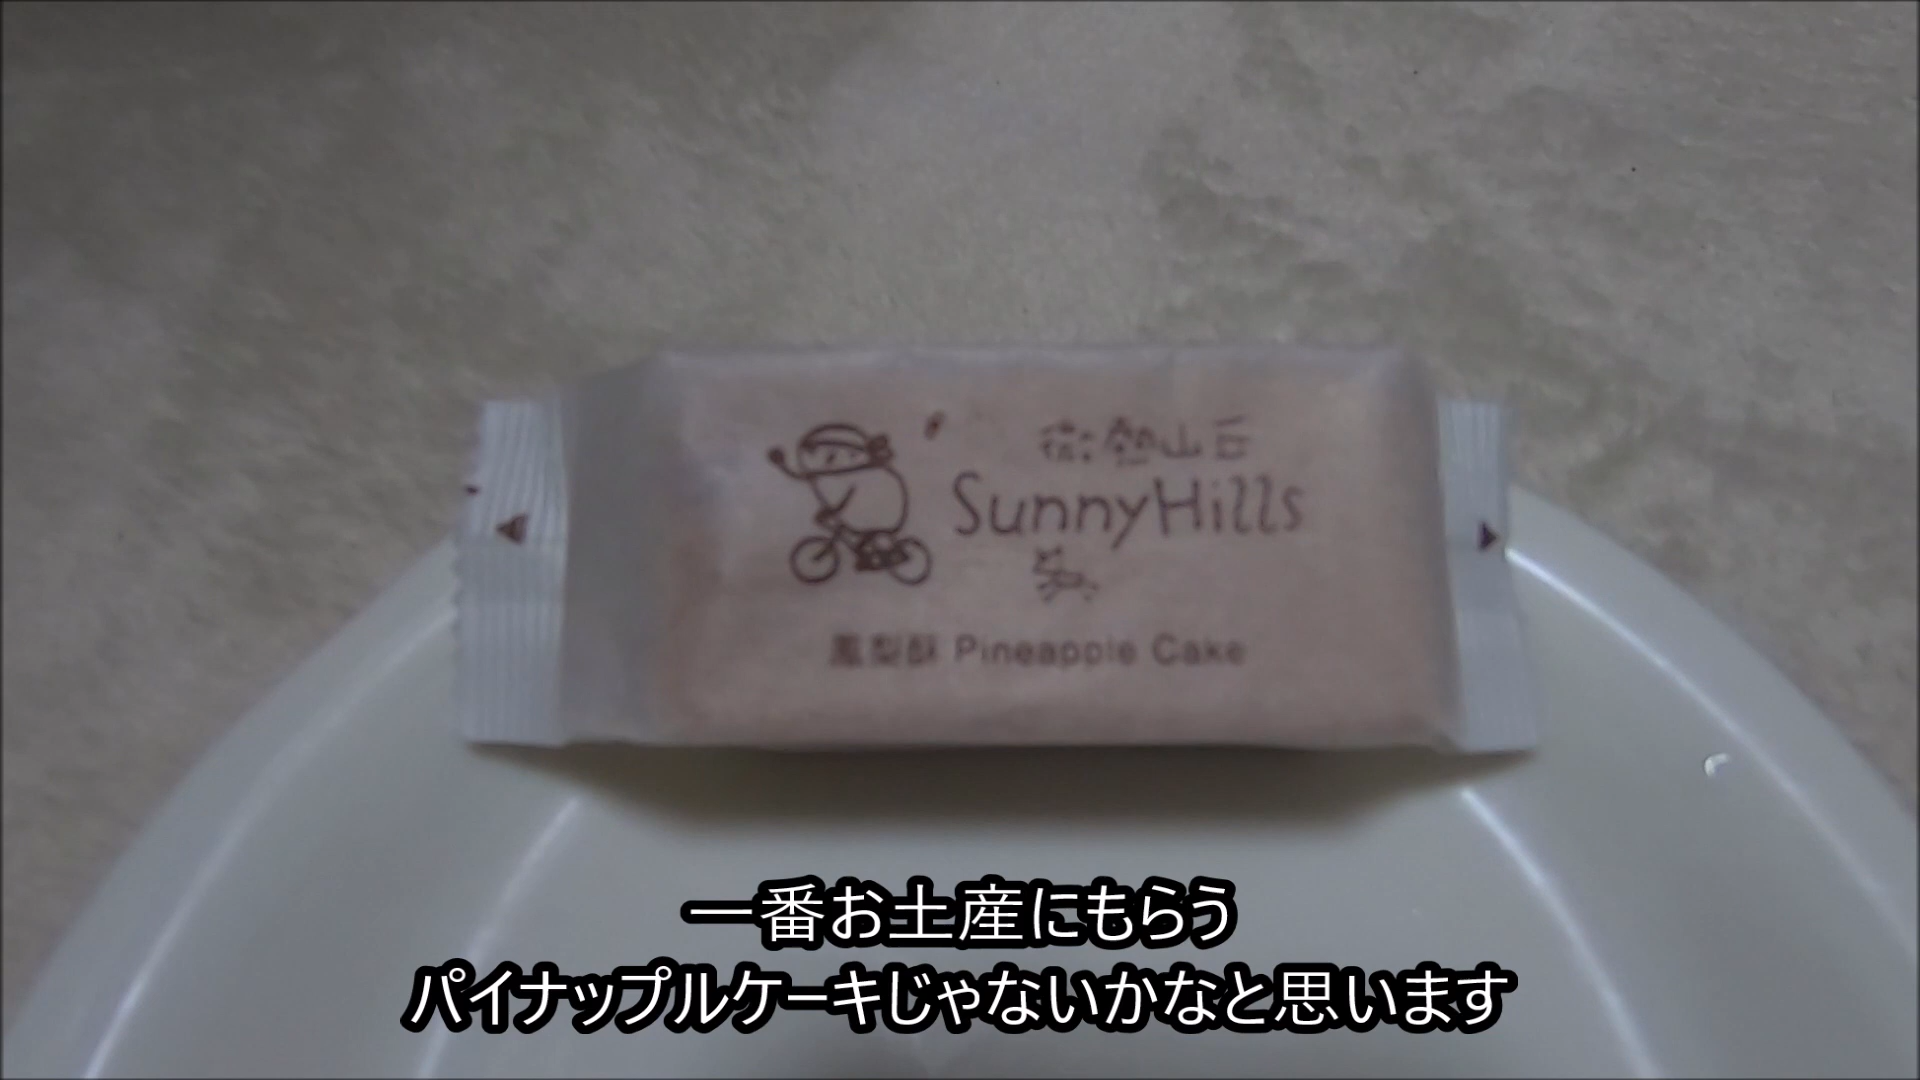 微熱山丘
SunnyHills
鳳梨酥 Pineapple Cake
一番お土産にもらう
パイナップルケーキじゃないかなと思います